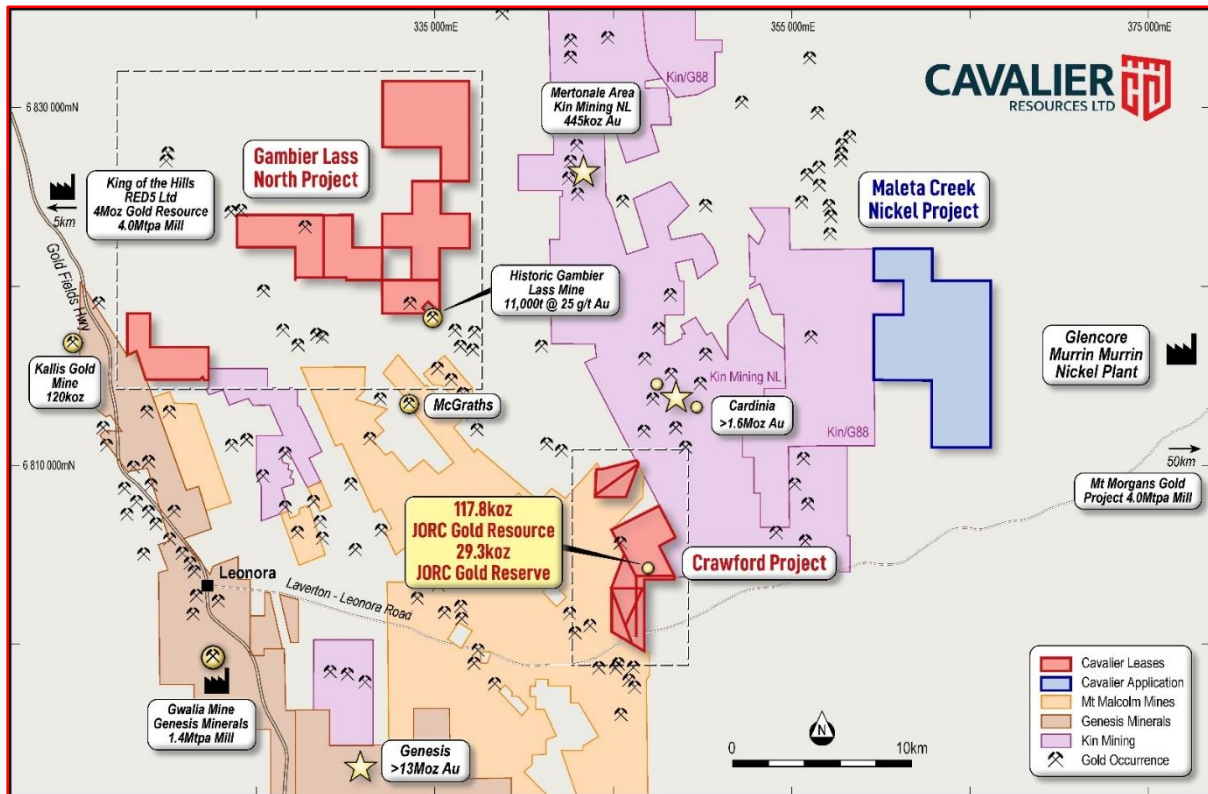 335 000mE
355 000mE
375 000mE
6 830 000mN
6 810 000mN
CAVALIER
RESOURCES LTD
Kin/G88
Mertonale Area
Kin Mining NL
445koz Au
Gambier Lass
North Project
King of the Hills
RED5 Ltd
4Moz Gold Resource
4.0Mtpa Mill
5km
Gold Fields Hwy
Maleta Creek
Nickel Project
Historic Gambier
Lass Mine
11,000t @ 25 g/t Au
Kallis Gold
Mine
120koz
McGraths
Glencore
Murrin Murrin
Nickel Plant
Kin Mining NL
Cardinia
>1.6Moz Au
Kin/G88
50km
Mt Morgans Gold
Project 4.0Mtpa Mill
117.8koz
JORC Gold Resource
29.3koz
JORC Gold Reserve
Crawford Project
Leonora
Laverton - Leonora Road
Gwalia Mine
Genesis Minerals
1.4Mtpa Mill
Genesis
>13Moz Au
N
0
10km
Cavalier Leases
Cavalier Application
Mt Malcolm Mines
Genesis Minerals
Kin Mining
Gold Occurrence